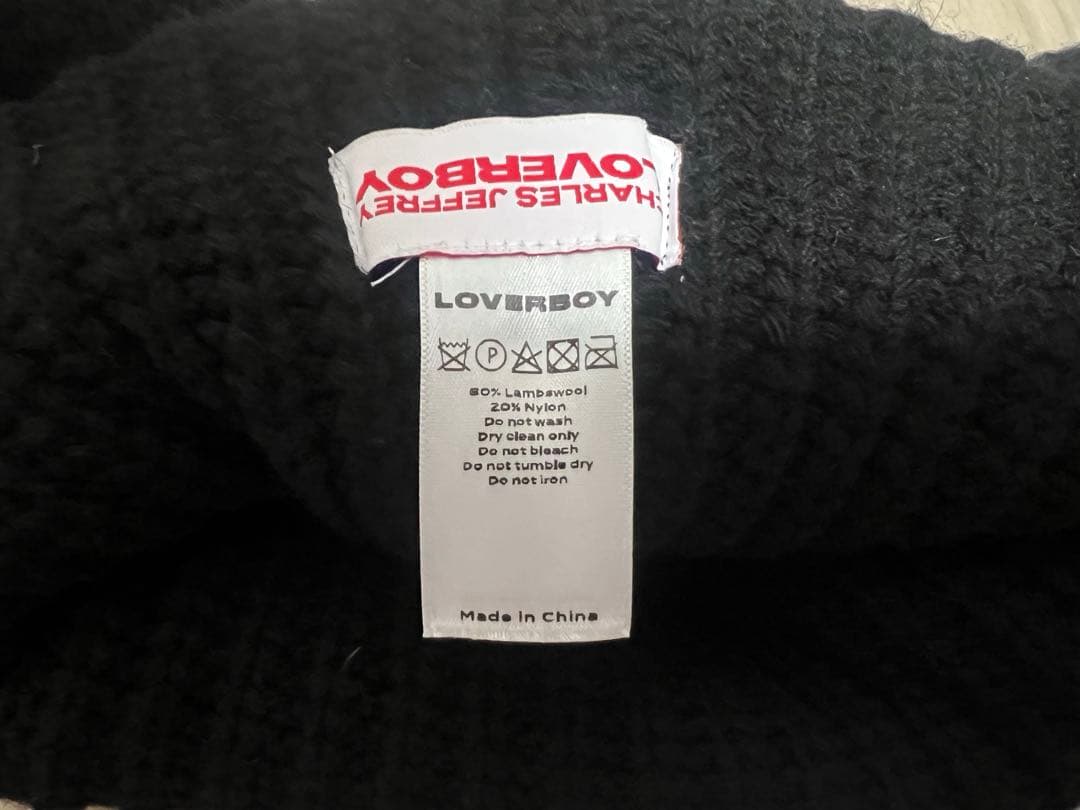 CHARLES JEFFREY
LOVERBOY
LOVERBOY
P
80% Lambswool
20% Nylon
Do not wash
Dry clean only
Do not bleach
Do not tumble dry
Do not iron
Made in China